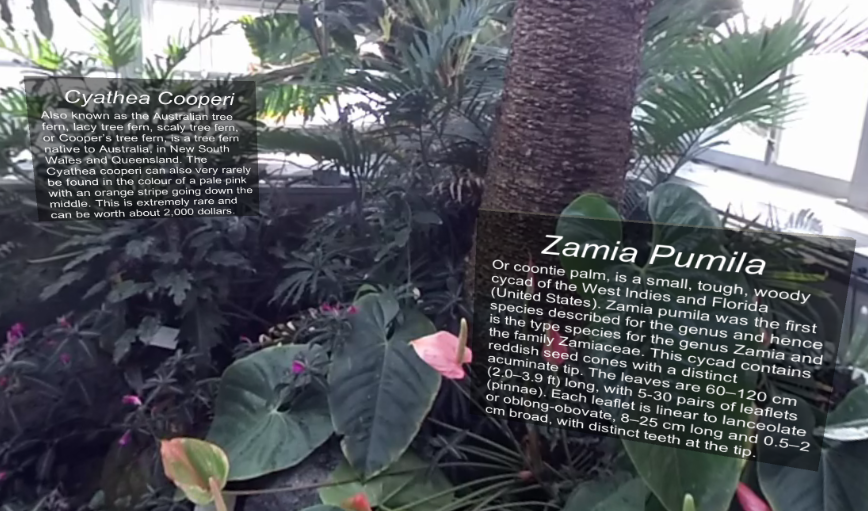 Cyathea Cooperi
Also known as the Australian tree
fern, lacy tree fern, scaly tree fern,
or Cooper's tree fern, is a tree fern
native to Australia, in New South
Wales and Queensland. The
Cyathea cooperi can also very rarely
be found in the colour of a pale pink
with an orange stripe going down the
middle. This is extremely rare and
can be worth about 2,000 dollars.
Zamia Pumila
Or coontie palm, is a small, tough, woody
cycad of the West Indies and Florida
(United States). Zamia pumila was the first
species described for the genus and hence
is the type species for the genus Zamia and
the family Zamiaceae. This cycad contains
reddish seed cones with a distinct
acuminate tip. The leaves are 60–120 cm
(2.0–3.9 ft) long, with 5-30 pairs of leaflets
(pinnae). Each leaflet is linear to lanceolate
or oblong-obovate, 8–25 cm long and 0.5–2
cm broad, with distinct teeth at the tip.